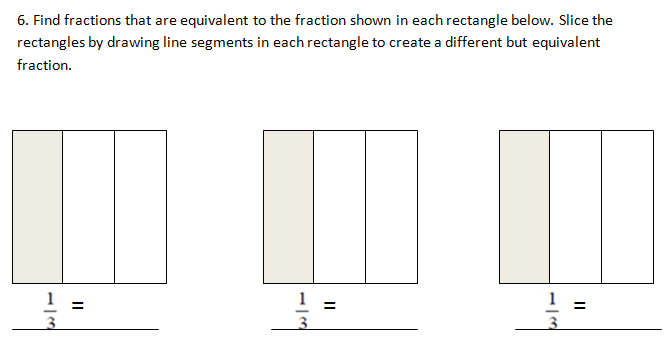 6. Find fractions that are equivalent to the fraction shown in each rectangle below. Slice the
rectangles by drawing line segments in each rectangle to create a different but equivalent
fraction.
1/3 = 1/3 = 1/3 =